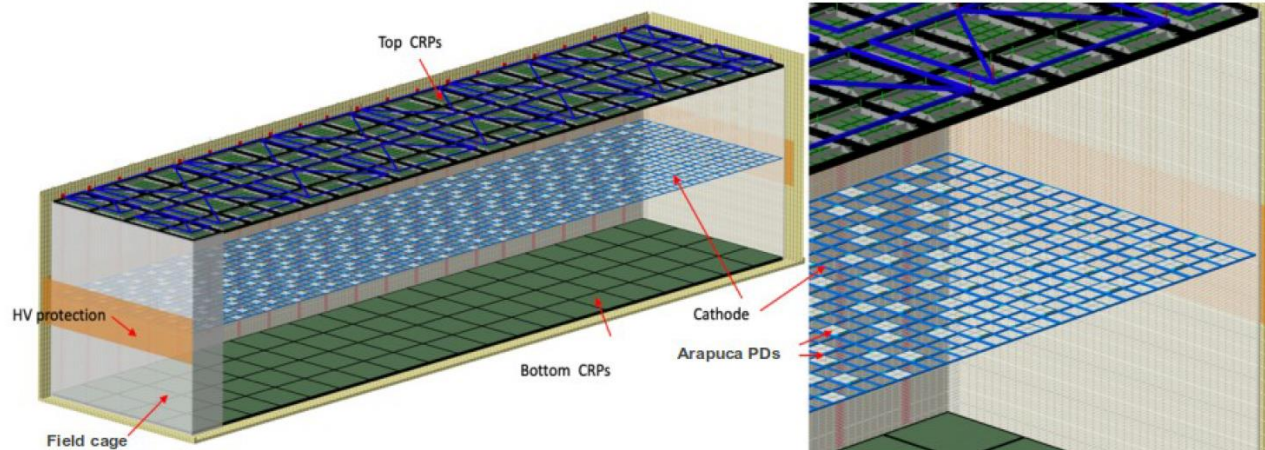 Top CRPs
HV protection
Cathode
Arapuca PDs
Bottom CRPs
Field cage